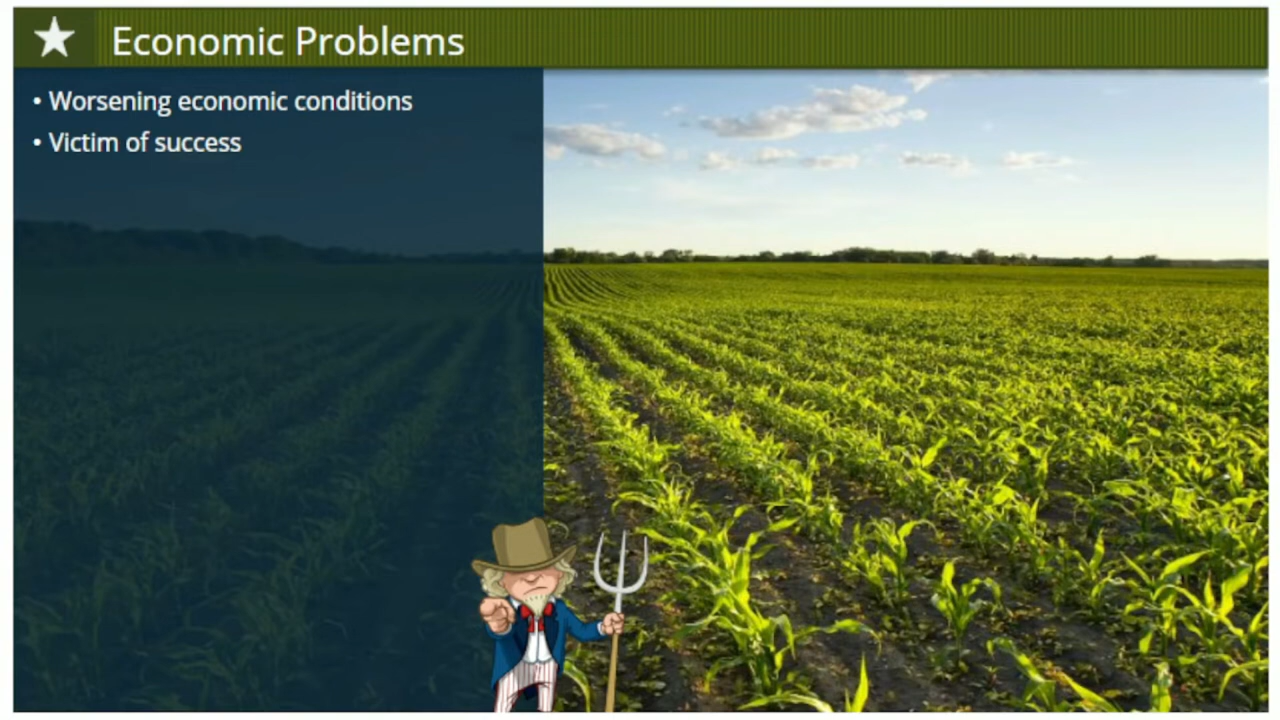 Economic Problems
• Worsening economic conditions
• Victim of success